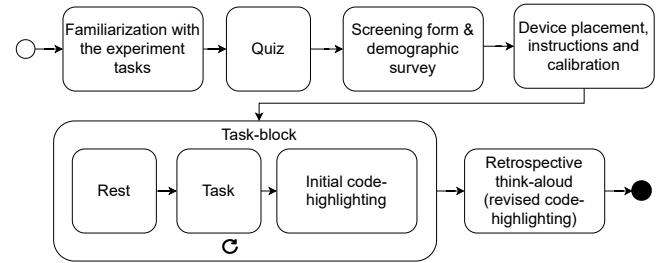 Familiarization with
the experiment
tasks
Quiz
Screening form &
demographic
survey
Device placement,
instructions and
calibration
Task-block
Rest
Task
Initial code-
highlighting
Retrospective
think-aloud
(revised code-
highlighting)